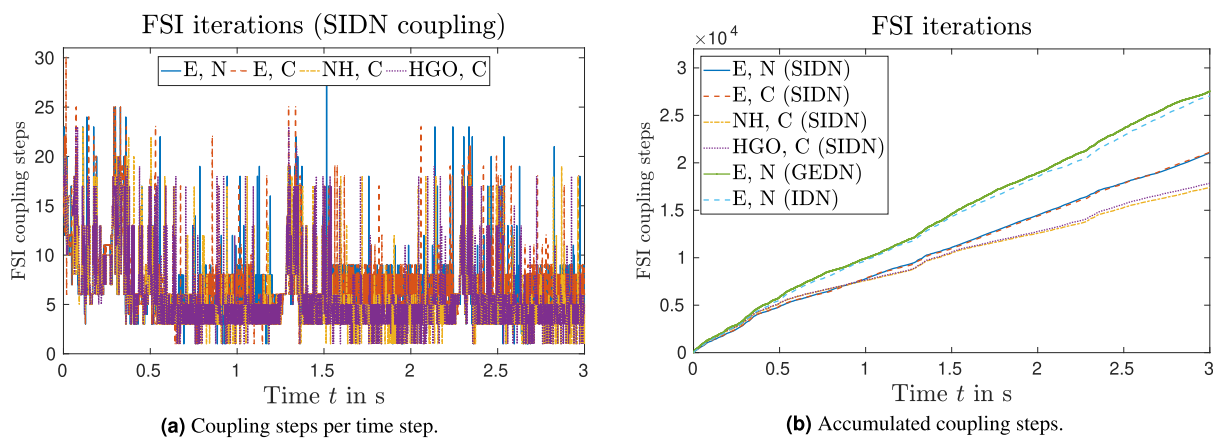 FSI iterations (SIDN coupling)
30
25
20
15
10
5
0
FSI coupling steps
E, N E, C NH, C HGO, C
0 0.5 1 1.5 2 2.5 3
Time t in s
(a) Coupling steps per time step.
FSI iterations
×10⁴
3
2.5
2
1.5
1
0.5
0
FSI coupling steps
E, N (SIDN)
E, C (SIDN)
NH, C (SIDN)
HGO, C (SIDN)
E, N (GEDN)
E, N (IDN)
0 0.5 1 1.5 2 2.5 3
Time t in s
(b) Accumulated coupling steps.